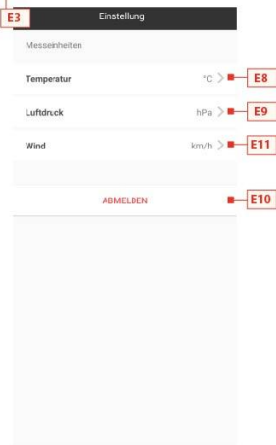 E3
Einstellung
Messeinheiten
Temperatur °C > E8
Luftdruck hPa > E9
Wind km/h > E11
ABMELDEN E10